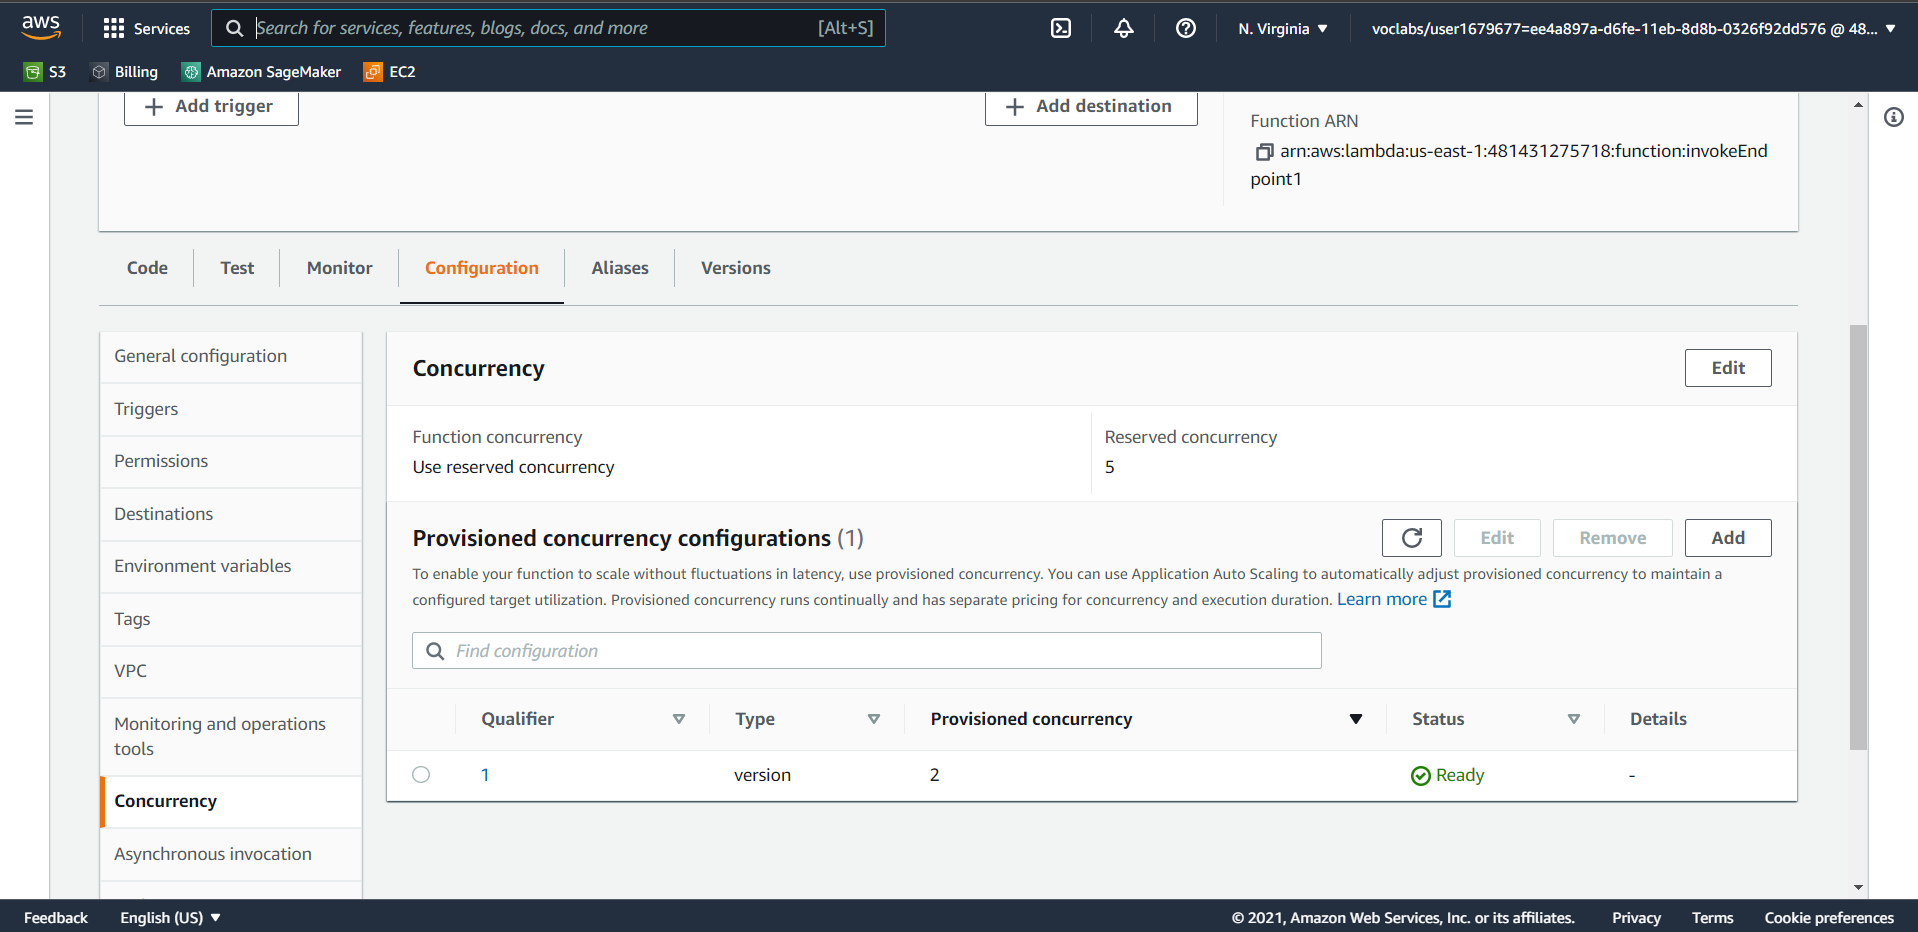 aws
Services
Search for services, features, blogs, docs, and more
[Alt+S]
N. Virginia ▼
voclabs/user1679677=ee4a897a-d6fe-11eb-8d8b-0326f92dd576 @ 48... ▼
S3
Billing
Amazon SageMaker
EC2
+ Add trigger
+ Add destination
Function ARN
arn:aws:lambda:us-east-1:481431275718:function:invokeEnd
point1
Code
Test
Monitor
Configuration
Aliases
Versions
General configuration
Triggers
Permissions
Destinations
Environment variables
Tags
VPC
Monitoring and operations
tools
Concurrency
Asynchronous invocation
Concurrency
Edit
Function concurrency
Use reserved concurrency
Reserved concurrency
5
Provisioned concurrency configurations (1)
Edit
Remove
Add
To enable your function to scale without fluctuations in latency, use provisioned concurrency. You can use Application Auto Scaling to automatically adjust provisioned concurrency to maintain a
configured target utilization. Provisioned concurrency runs continually and has separate pricing for concurrency and execution duration. Learn more
Find configuration
Qualifier
Type
Provisioned concurrency
Status
Details
1
version
2
Ready
-
Feedback
English (US) ▼
© 2021, Amazon Web Services, Inc. or its affiliates.
Privacy
Terms
Cookie preferences